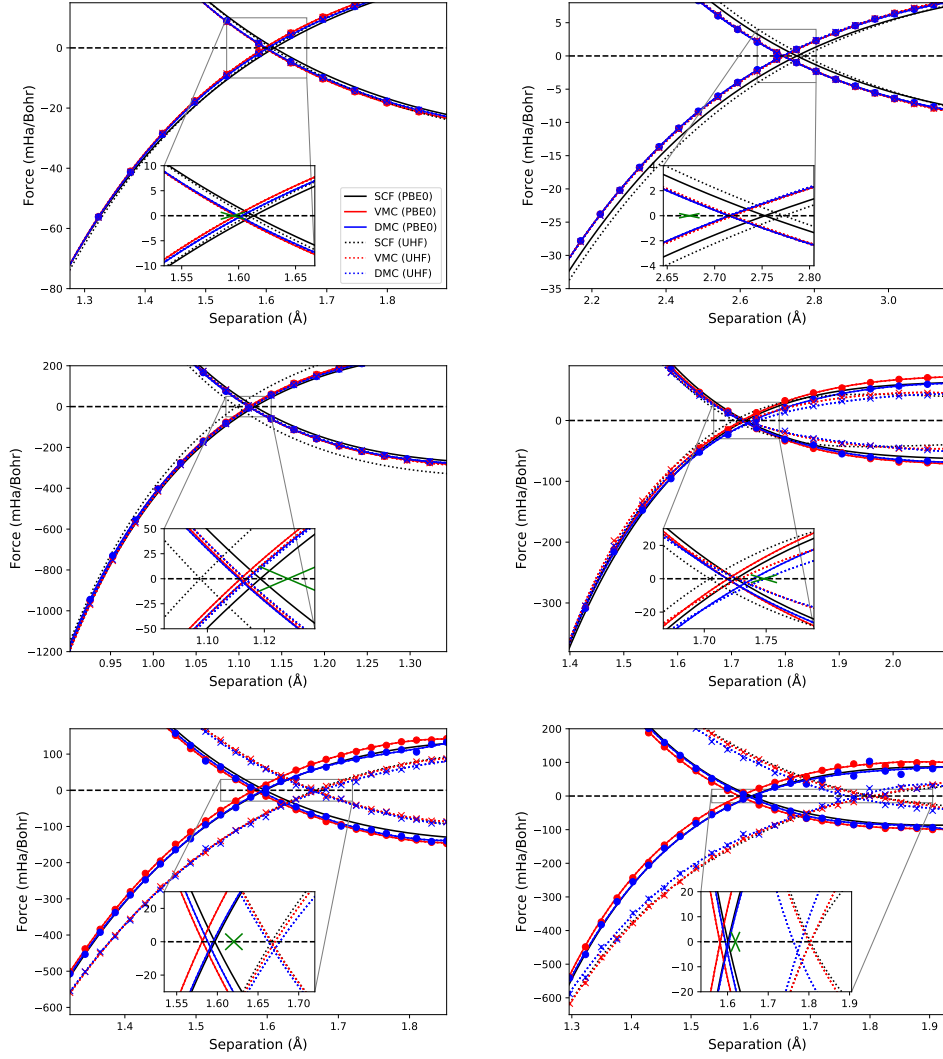 0
−20
−40
−60
−80
Force (mHa/Bohr)
1.3 1.4 1.5 1.6 1.7 1.8
Separation (Å)
10
5
0
−5
−10
1.55 1.60 1.65
SCF (PBE0)
VMC (PBE0)
DMC (PBE0)
SCF (UHF)
VMC (UHF)
DMC (UHF)
5
0
−5
−10
−15
−20
−25
−30
−35
Force (mHa/Bohr)
2.2 2.4 2.6 2.8 3.0
Separation (Å)
4
2
0
−2
−4
2.65 2.70 2.75 2.80
200
0
−200
−400
−600
−800
−1000
−1200
Force (mHa/Bohr)
0.95 1.00 1.05 1.10 1.15 1.20 1.25 1.30
Separation (Å)
50
25
0
−25
−50
1.10 1.12
100
0
−100
−200
−300
Force (mHa/Bohr)
1.4 1.5 1.6 1.7 1.8 1.9 2.0
Separation (Å)
20
0
−20
1.70 1.75
100
0
−100
−200
−300
−400
−500
−600
Force (mHa/Bohr)
1.4 1.5 1.6 1.7 1.8
Separation (Å)
20
0
−20
1.55 1.60 1.65 1.70
200
100
0
−100
−200
−300
−400
−500
−600
Force (mHa/Bohr)
1.3 1.4 1.5 1.6 1.7 1.8 1.9
Separation (Å)
20
10
0
−10
−20
1.6 1.7 1.8 1.9